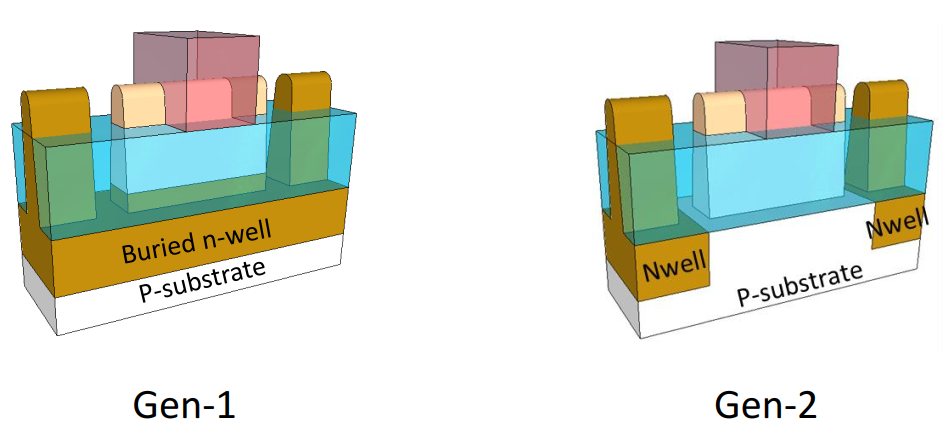 Buried n-well
P-substrate
Gen-1
Nwell
Nwell
P-substrate
Gen-2